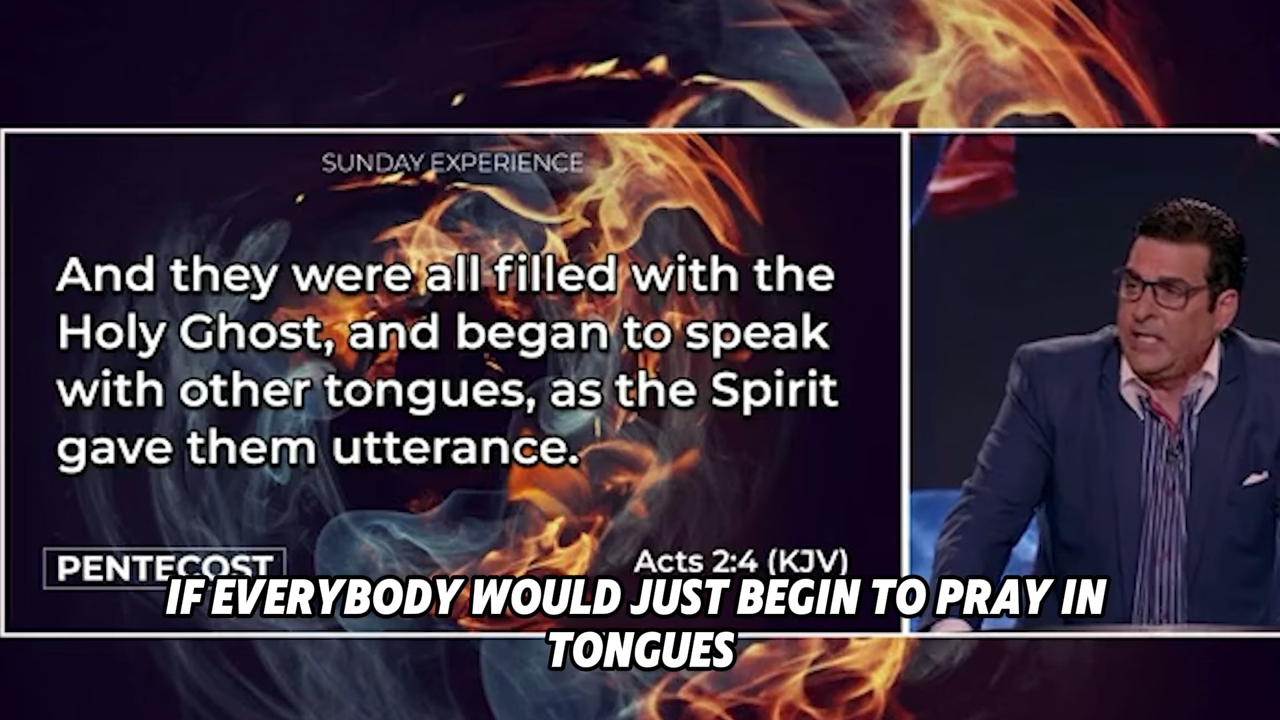 SUNDAY EXPERIENCE
And they were all filled with the
Holy Ghost, and began to speak
with other tongues, as the Spirit
gave them utterance.
PENTECOST
Acts 2:4 (KJV)
IF EVERYBODY WOULD JUST BEGIN TO PRAY IN
TONGUES